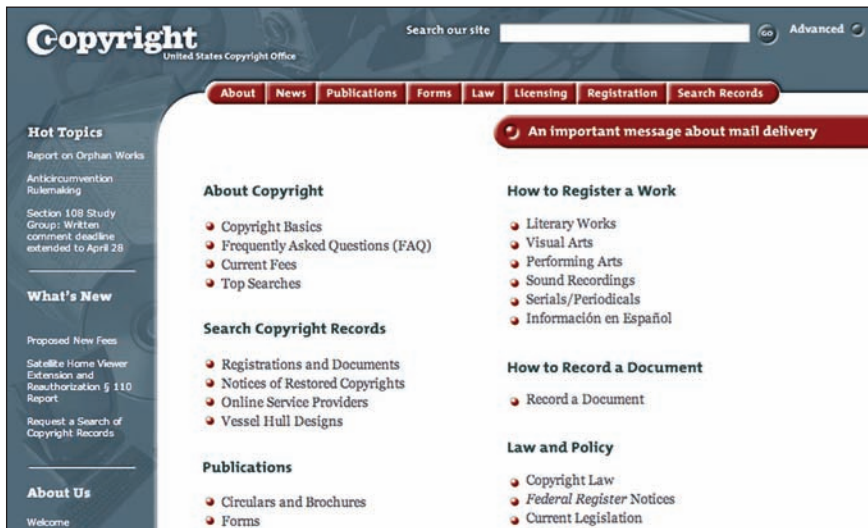 Copyright
United States Copyright Office
Search our site
GO
Advanced
About News Publications Forms Law Licensing Registration Search Records
An important message about mail delivery
Hot Topics
Report on Orphan Works
Anticircumvention
Rulemaking
Section 108 Study
Group: Written
comment deadline
extended to April 28
What's New
Proposed New Fees
Satellite Home Viewer
Extension and
Reauthorization § 110
Report
Request a Search of
Copyright Records
About Us
Welcome
About Copyright
Copyright Basics
Frequently Asked Questions (FAQ)
Current Fees
Top Searches
Search Copyright Records
Registrations and Documents
Notices of Restored Copyrights
Online Service Providers
Vessel Hull Designs
Publications
Circulars and Brochures
Forms
How to Register a Work
Literary Works
Visual Arts
Performing Arts
Sound Recordings
Serials/Periodicals
Información en Español
How to Record a Document
Record a Document
Law and Policy
Copyright Law
Federal Register Notices
Current Legislation